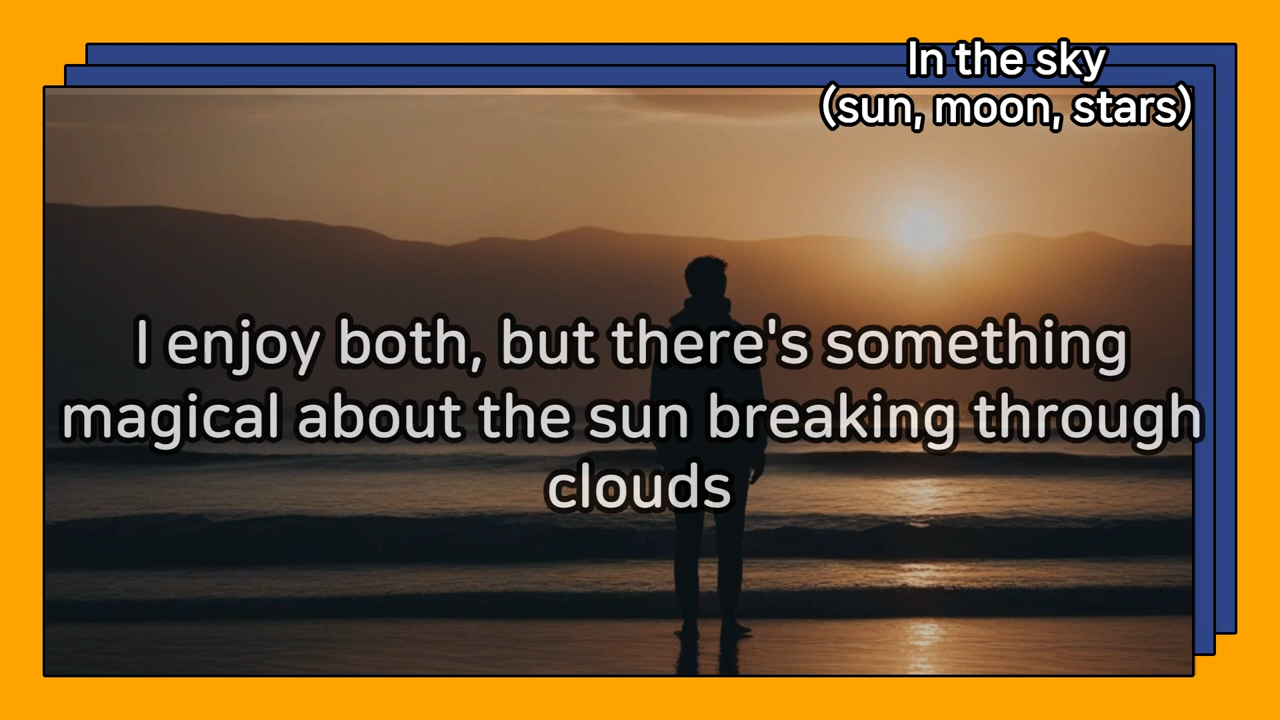 In the sky
(sun, moon, stars)
I enjoy both, but there's something
magical about the sun breaking through
clouds